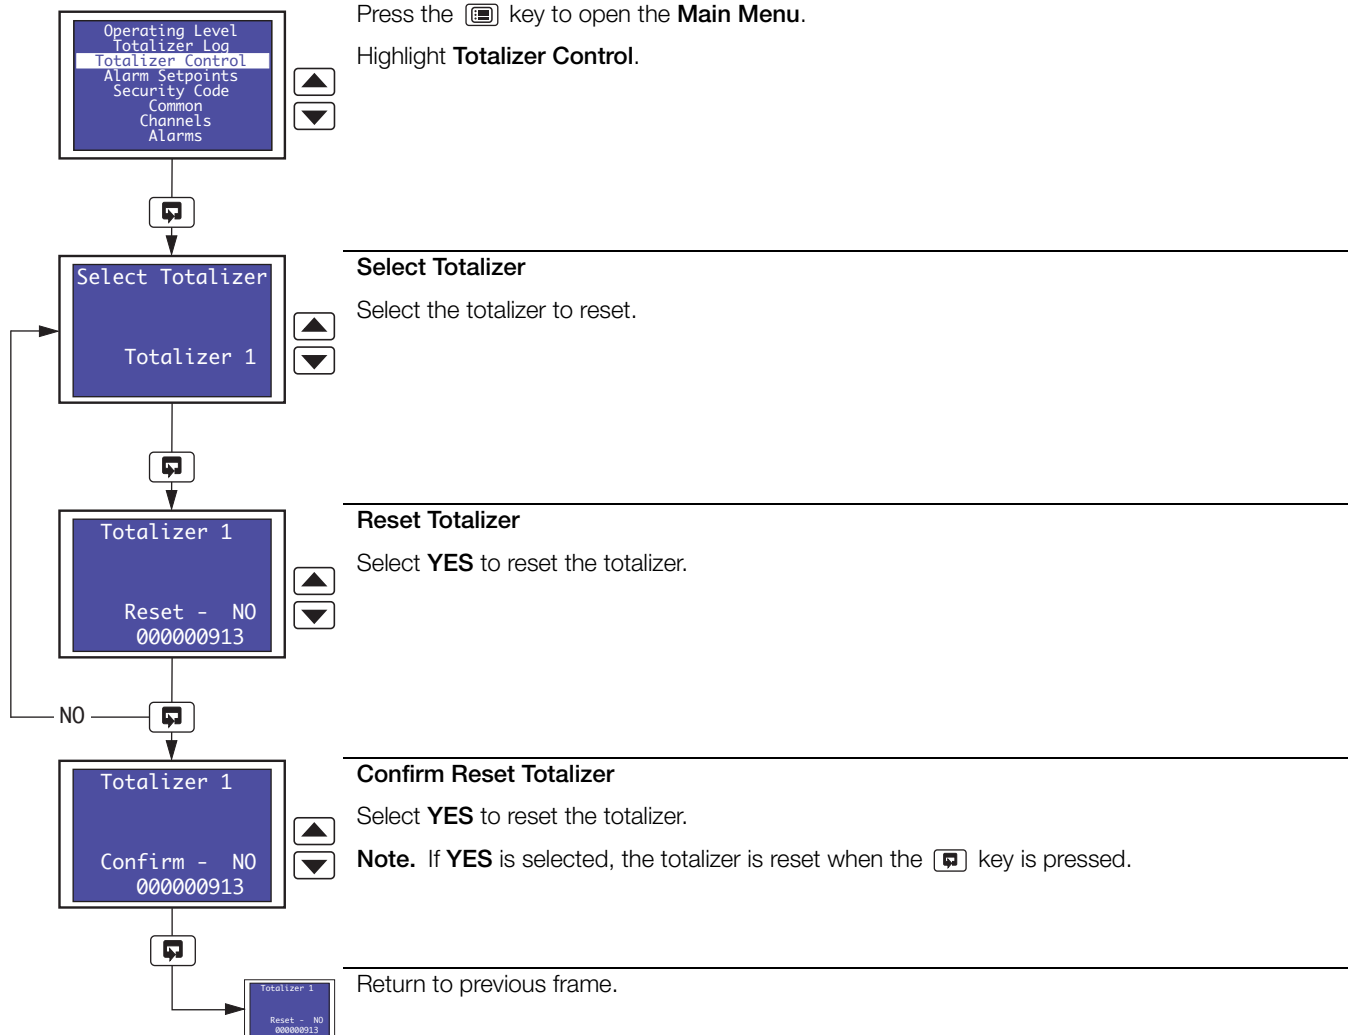 Press the key to open the Main Menu.
Highlight Totalizer Control.
Operating Level
Totalizer Log
Totalizer Control
Alarm Setpoints
Security Code
Common
Channels
Alarms
Select Totalizer
Select the totalizer to reset.
Select Totalizer
Totalizer 1
Reset Totalizer
Select YES to reset the totalizer.
Totalizer 1
Reset - NO
000000913
NO
Confirm Reset Totalizer
Select YES to reset the totalizer.
Note. If YES is selected, the totalizer is reset when the key is pressed.
Totalizer 1
Confirm - NO
000000913
Return to previous frame.
Totalizer 1
Reset - NO
000000913